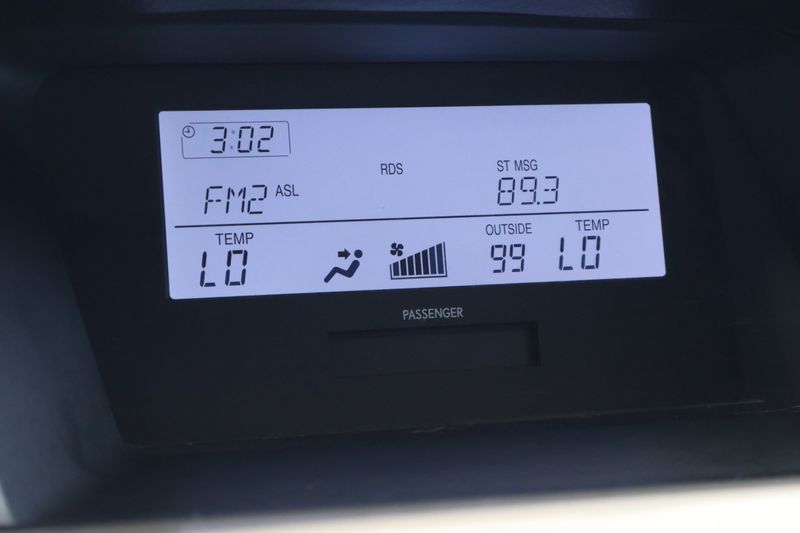 3:02
RDS ST MSG
FM2 ASL 89.3
TEMP OUTSIDE TEMP
LO 99 LO
PASSENGER